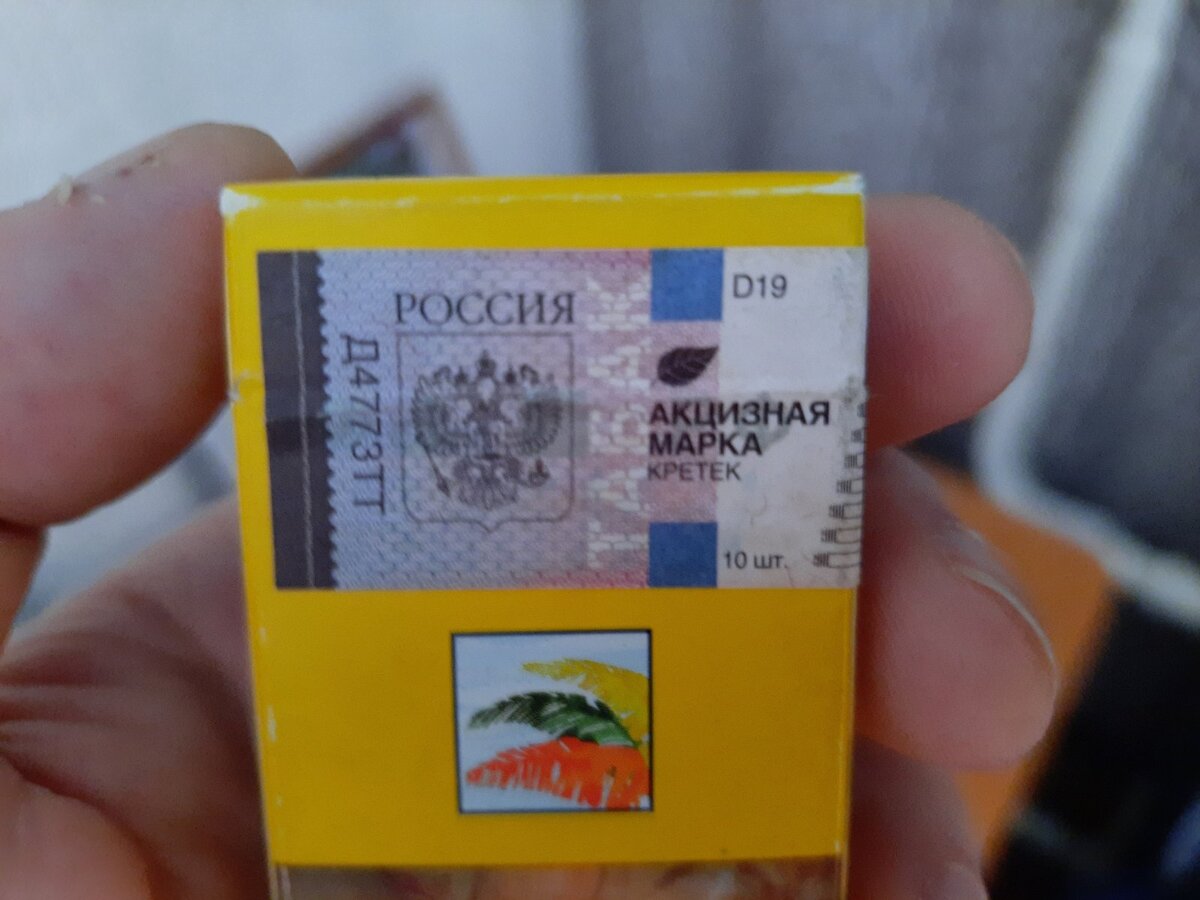 РОССИЯ
Д4773ТТ
D19
АКЦИЗНАЯ
МАРКА
КРЕТЕК
10 шт.